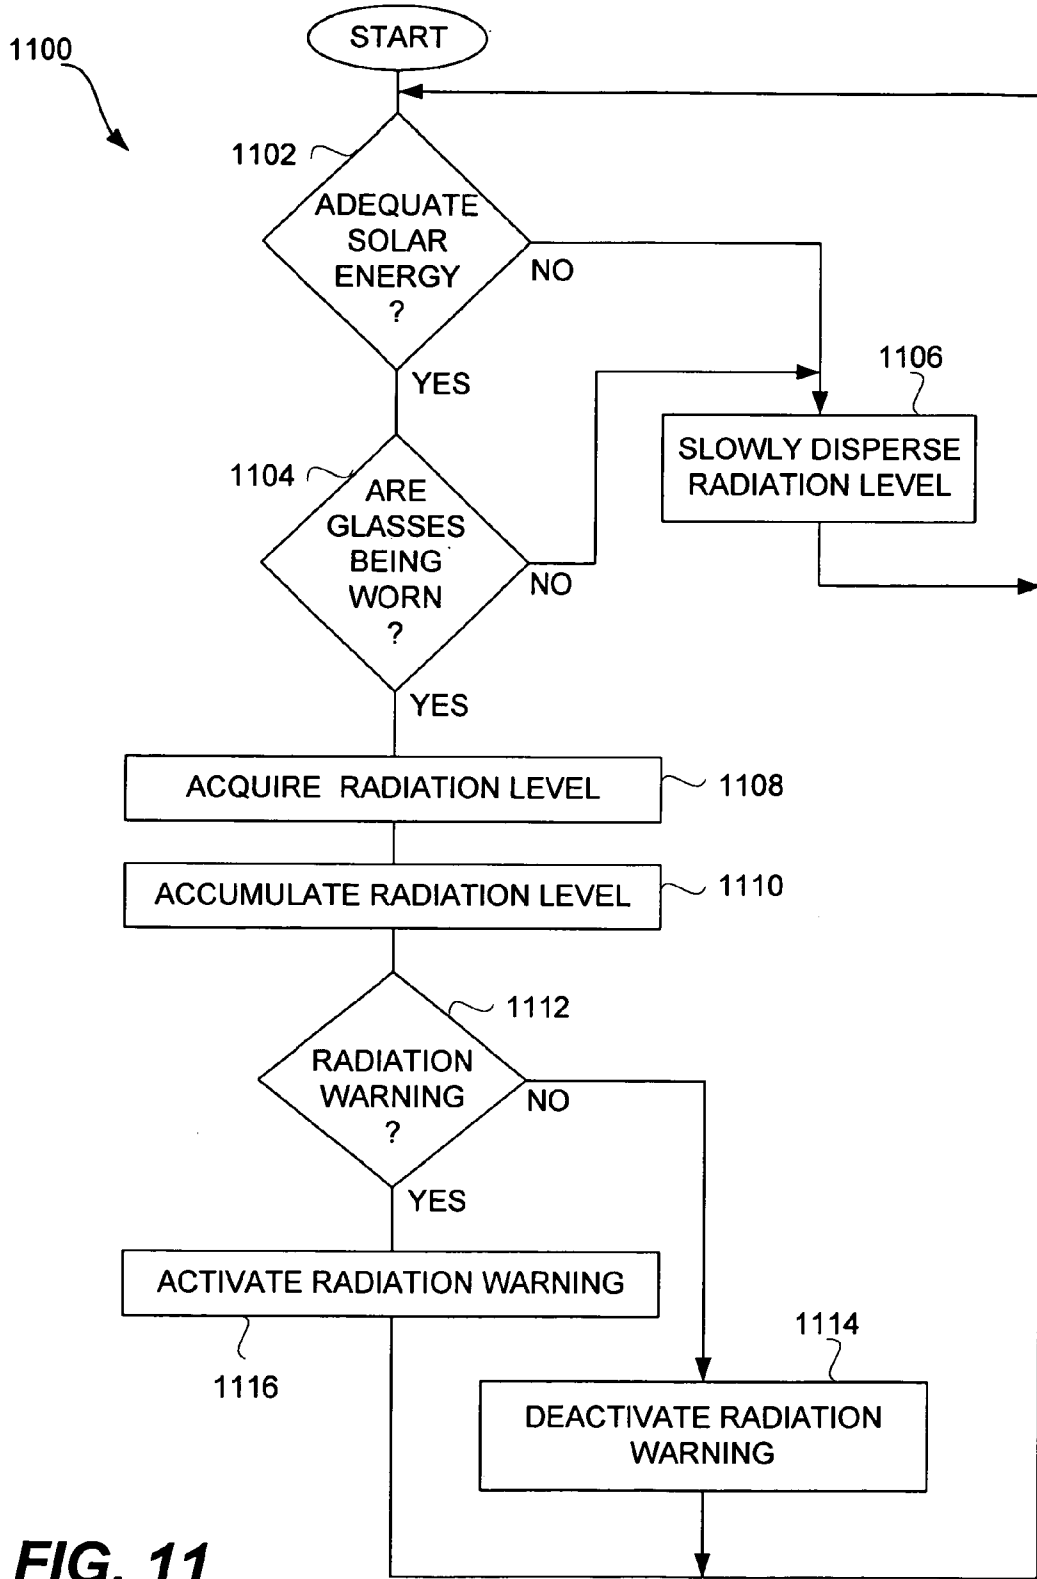 START
1100
1102
ADEQUATE
SOLAR
ENERGY
?
NO
YES
1106
SLOWLY DISPERSE
RADIATION LEVEL
1104
ARE
GLASSES
BEING
WORN
?
NO
YES
ACQUIRE RADIATION LEVEL
1108
ACCUMULATE RADIATION LEVEL
1110
1112
RADIATION
WARNING
?
NO
YES
ACTIVATE RADIATION WARNING
1116
1114
DEACTIVATE RADIATION
WARNING
FIG. 11